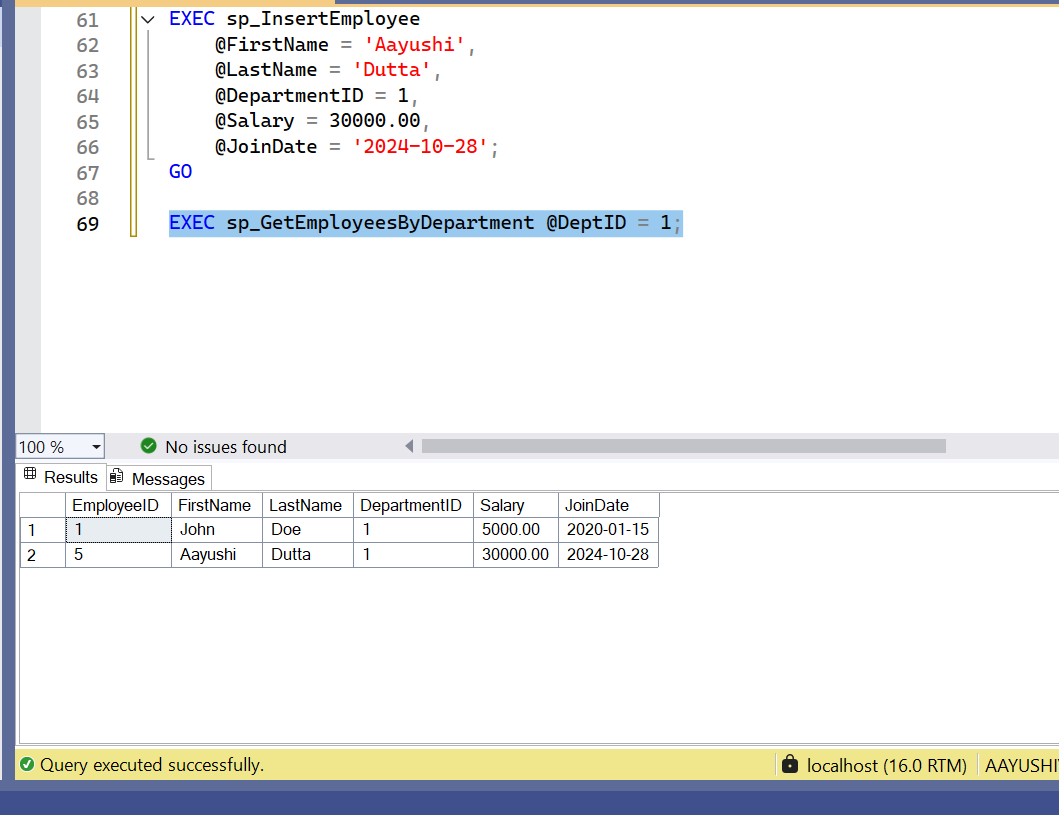 61 EXEC sp_InsertEmployee
62 @FirstName = 'Aayushi',
63 @LastName = 'Dutta',
64 @DepartmentID = 1,
65 @Salary = 30000.00,
66 @JoinDate = '2024-10-28';
67 GO
68
69 EXEC sp_GetEmployeesByDepartment @DeptID = 1;
100 % No issues found
Results Messages
EmployeeID FirstName LastName DepartmentID Salary JoinDate
1 1 John Doe 1 5000.00 2020-01-15
2 5 Aayushi Dutta 1 30000.00 2024-10-28
Query executed successfully. localhost (16.0 RTM) AAYUSHI